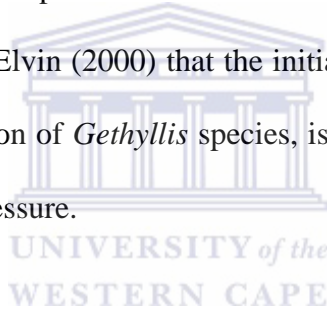 Elvin (2000) that the initia
on of Gethyllis species, is
essure.
UNIVERSITY of the
WESTERN CAPE